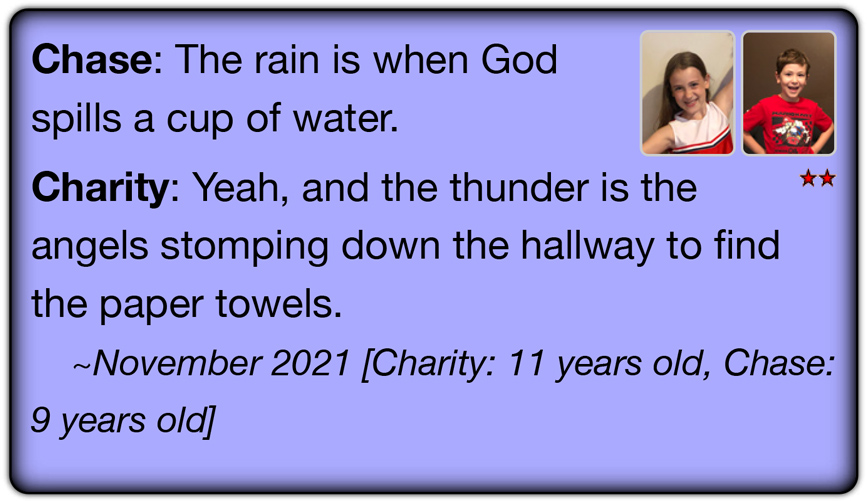 Chase: The rain is when God
spills a cup of water.
Charity: Yeah, and the thunder is the
angels stomping down the hallway to find
the paper towels.
~November 2021 [Charity: 11 years old, Chase:
9 years old]